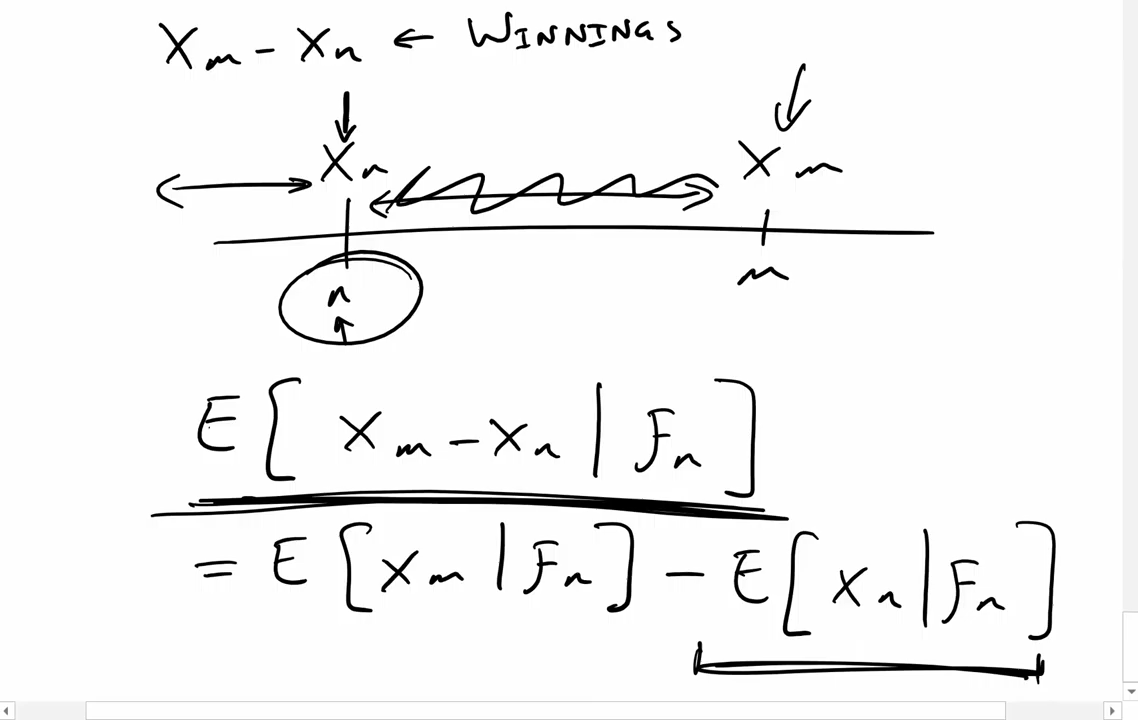 Xm - Xn ← WINNINGS
Xn Xm
n m
E[ Xm - Xn | Fn ]
= E[ Xm | Fn ] - E[ Xn | Fn ]